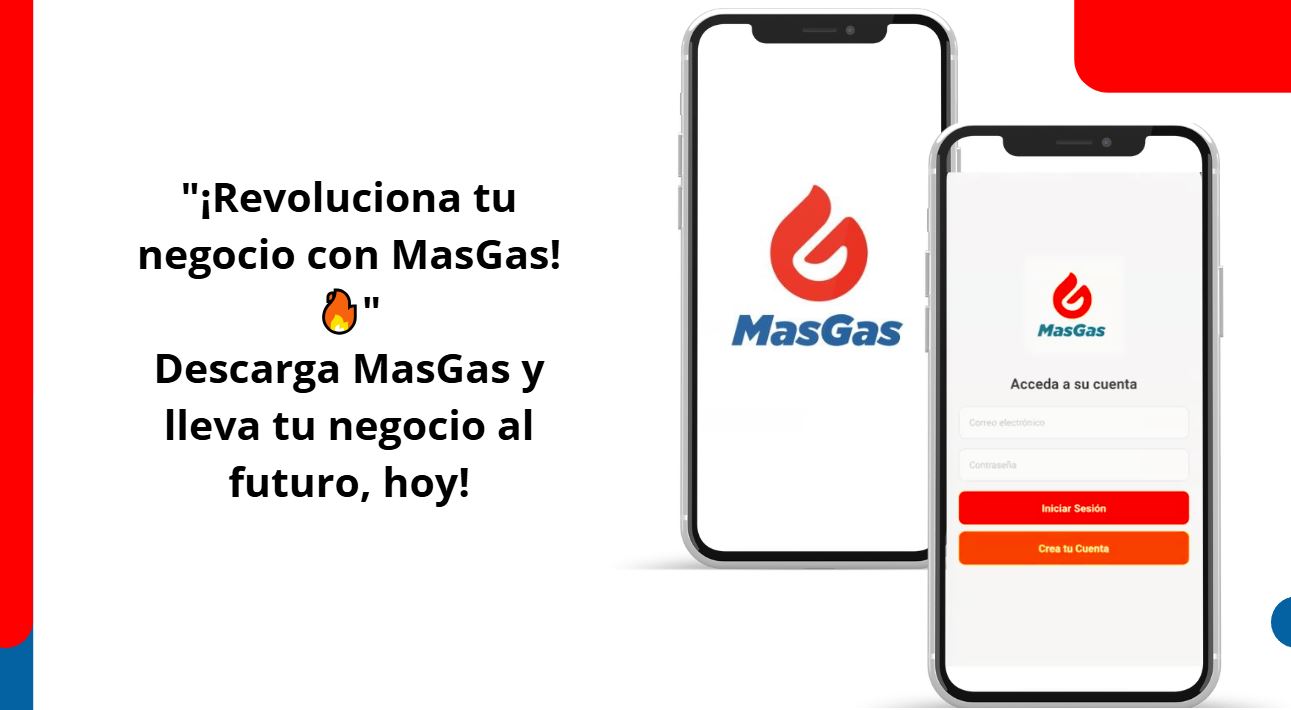 "¡Revoluciona tu
negocio con MasGas!
🔥"
Descarga MasGas y
lleva tu negocio al
futuro, hoy!
MasGas
MasGas
Acceda a su cuenta
Correo electrónico
Contraseña
Iniciar Sesión
Crea tu Cuenta